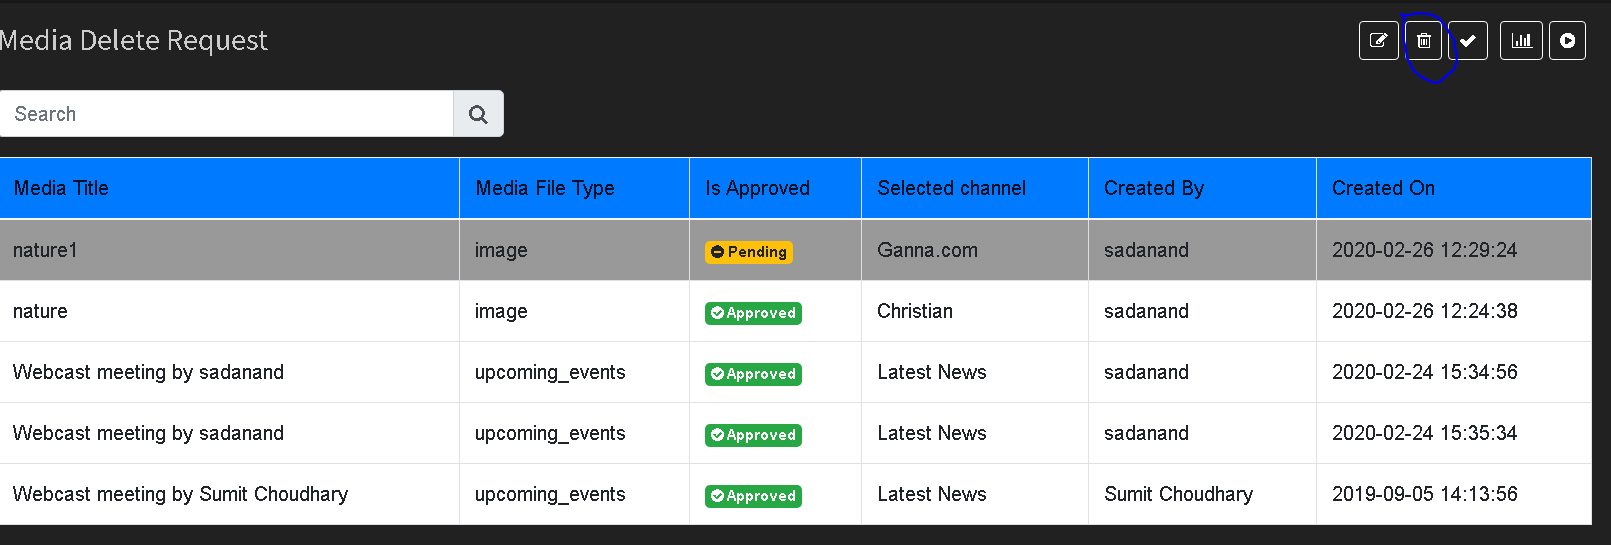 Media Delete Request
Search
Media Title Media File Type Is Approved Selected channel Created By Created On
nature1 image Pending Ganna.com sadanand 2020-02-26 12:29:24
nature image Approved Christian sadanand 2020-02-26 12:24:38
Webcast meeting by sadanand upcoming_events Approved Latest News sadanand 2020-02-24 15:34:56
Webcast meeting by sadanand upcoming_events Approved Latest News sadanand 2020-02-24 15:35:34
Webcast meeting by Sumit Choudhary upcoming_events Approved Latest News Sumit Choudhary 2019-09-05 14:13:56